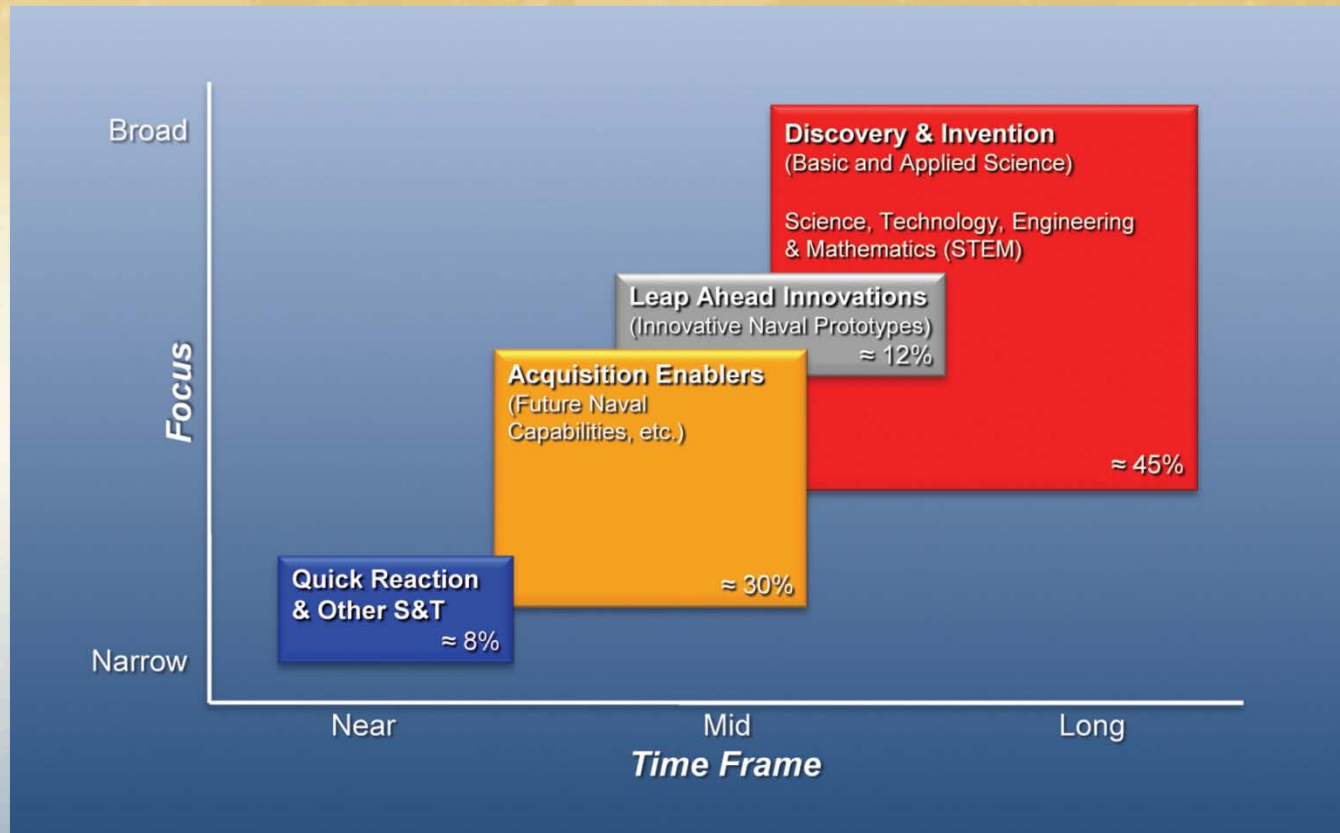 Broad
Focus
Narrow
Discovery & Invention
(Basic and Applied Science)
Science, Technology, Engineering
& Mathematics (STEM)
≈ 45%
Leap Ahead Innovations
(Innovative Naval Prototypes)
≈ 12%
Acquisition Enablers
(Future Naval
Capabilities, etc.)
≈ 30%
Quick Reaction
& Other S&T
≈ 8%
Near
Mid
Long
Time Frame